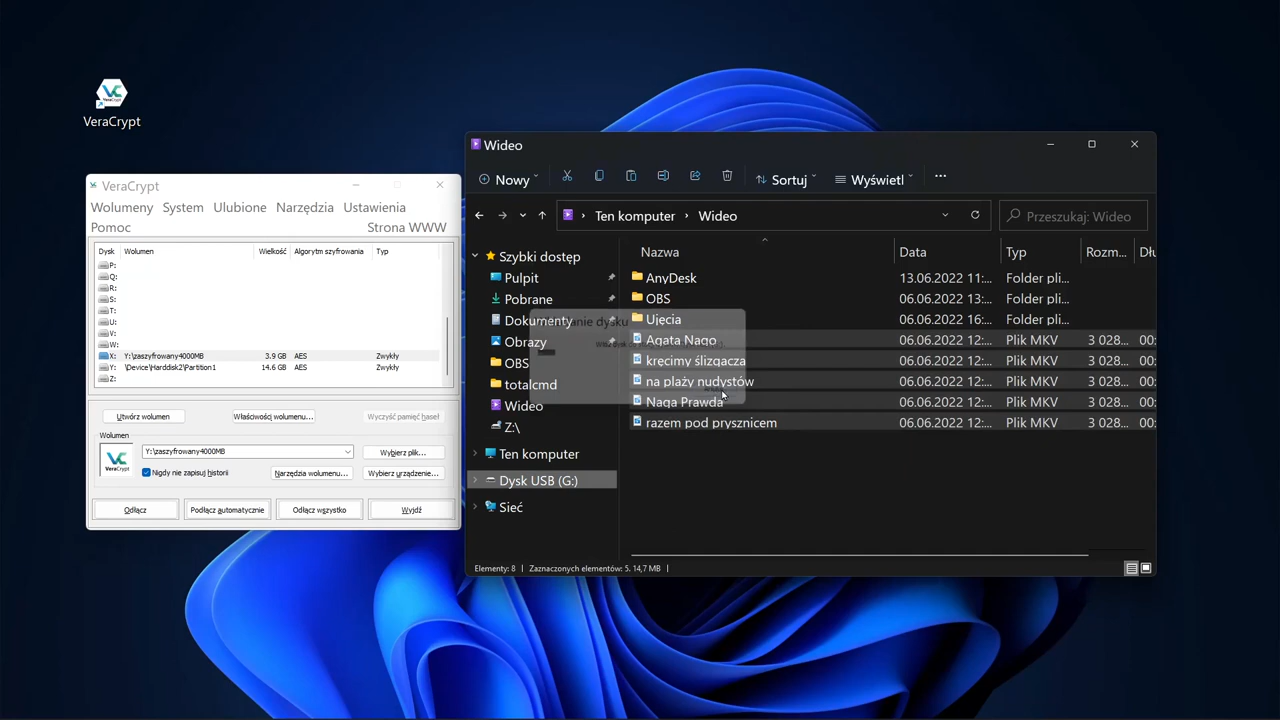 VeraCrypt
VeraCrypt
Wolumeny System Ulubione Narzędzia Ustawienia
Pomoc Strona WWW
Dysk Wolumen Wielkość Algorytm szyfrowania Typ
P:
Q:
R:
S:
T:
U:
V:
W:
X: Y:\zaszyfrowany4000MB 3.9 GB AES Zwykły
Y: \Device\Harddisk2\Partition1 14.6 GB AES Zwykły
Z:
Utwórz wolumen Właściwości wolumenu... Wyczyść pamięć haseł
Wolumen
VeraCrypt
Y:\zaszyfrowany4000MB Wybierz plik...
Nigdy nie zapisuj historii Narzędzia wolumenu... Wybierz urządzenie...
Odłącz Podłącz automatycznie Odłącz wszystko Wyjdź
Wideo
Nowy Sortuj Wyświetl ...
Ten komputer Wideo Przeszukaj: Wideo
Nazwa Data Typ Rozm... Dłu
Szybki dostęp
Pulpit
Pobrane
Dokumenty
Obrazy
OBS
totalcmd
Wideo
Z:\
Ten komputer
Dysk USB (G:)
Sieć
AnyDesk 13.06.2022 11:... Folder pli...
OBS 06.06.2022 13:... Folder pli...
Ujęcia 06.06.2022 16:... Folder pli...
Agata Nago 06.06.2022 12:... Plik MKV 3 028... 00:
kręcimy ślizgacza 06.06.2022 12:... Plik MKV 3 028... 00:
na plaży nudystów 06.06.2022 12:... Plik MKV 3 028... 00:
Naga Prawda 06.06.2022 12:... Plik MKV 3 028... 00:
razem pod prysznicem 06.06.2022 12:... Plik MKV 3 028... 00:
dysku
Elementy: 8 Zaznaczonych elementów: 5. 14,7 MB